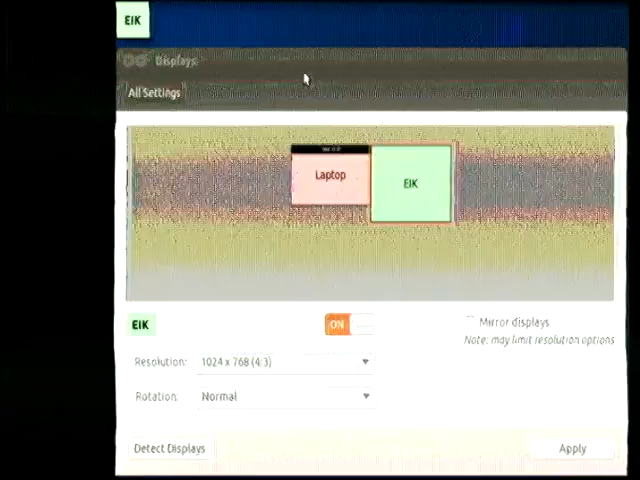 EIK
Displays
All Settings
Laptop
EIK
EIK
ON
Mirror displays
Note: may limit resolution options
Resolution:
1024 x 768 (4:3)
Rotation:
Normal
Detect Displays
Apply